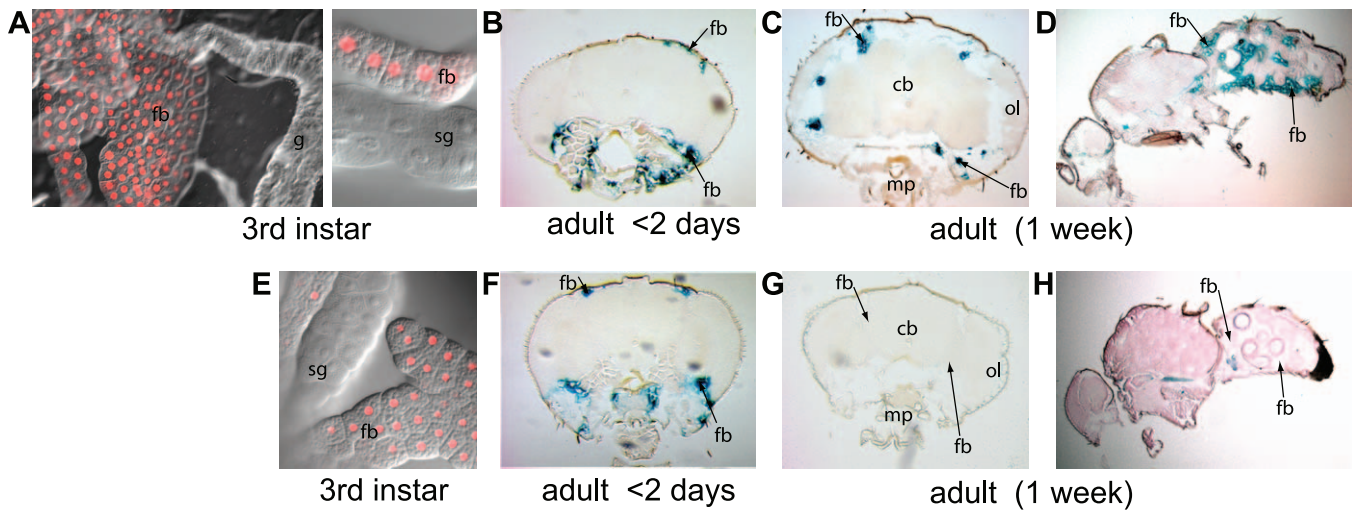 A
fb
g
fb
sg
B
fb
fb
C
fb
cb
ol
mp
fb
D
fb
fb
3rd instar
adult <2 days
adult (1 week)
E
sg
fb
F
fb
fb
G
fb
cb
ol
mp
fb
H
fb
fb
3rd instar
adult <2 days
adult (1 week)